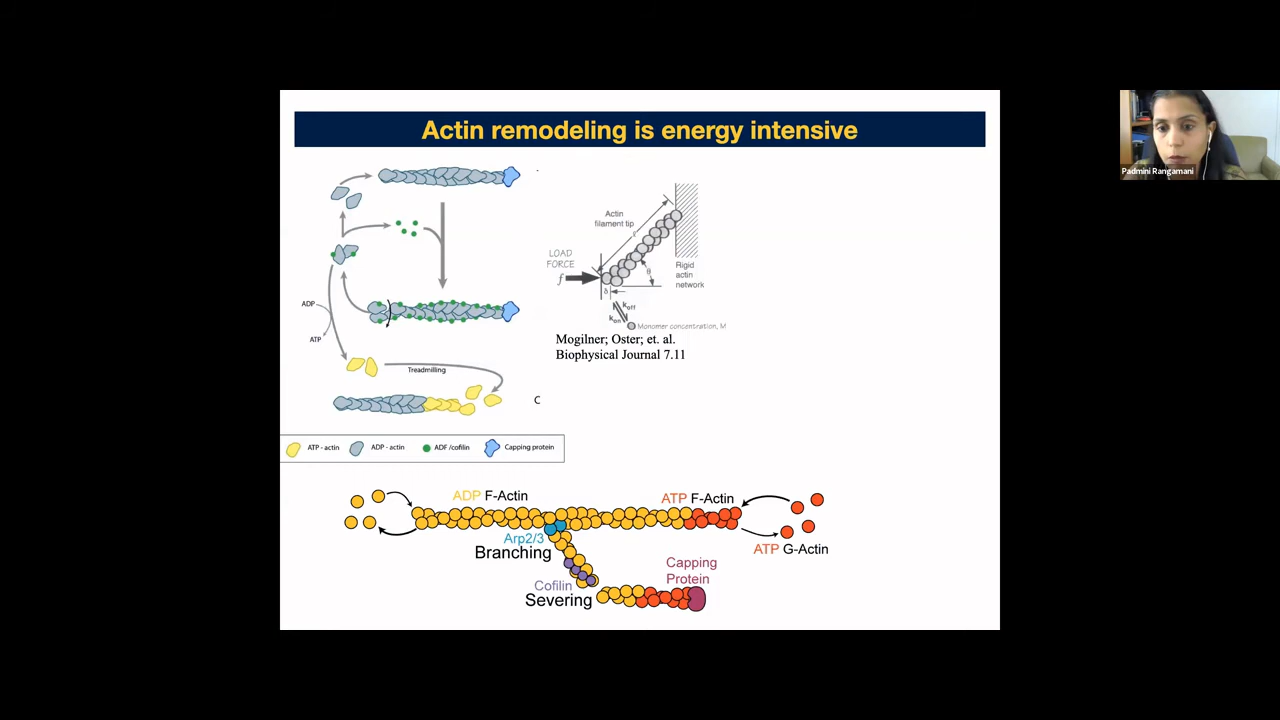 Actin remodeling is energy intensive
Padmini Rangamani
ADP
ATP
Treadmilling
C
ATP - actin
ADP - actin
ADF /cofilin
Capping protein
Actin
filament tip
ℓ
LOAD
FORCE
f
θ
δ
Rigid
actin
network
koff
kon
Monomer concentration, M
Mogilner; Oster; et. al.
Biophysical Journal 7.11
ADP F-Actin
ATP F-Actin
ATP G-Actin
Arp2/3
Branching
Cofilin
Severing
Capping
Protein